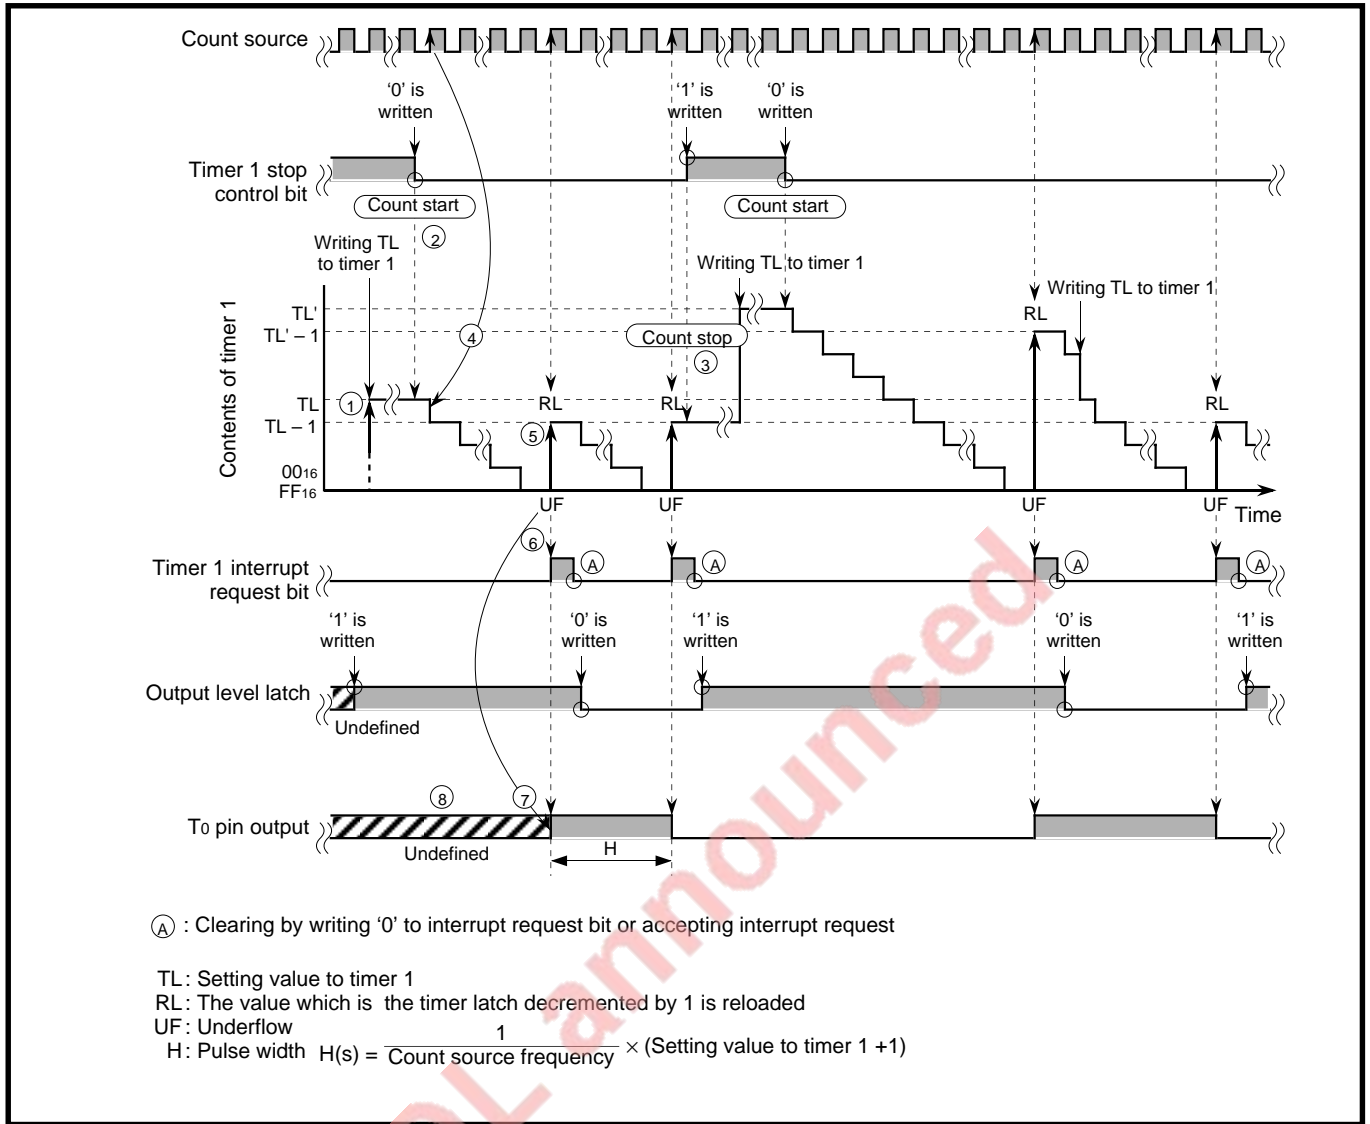 Count source
‘0’ is
written
‘1’ is
written
‘0’ is
written
Timer 1 stop
control bit
Count start
2
Count start
Writing TL
to timer 1
Writing TL to timer 1
Writing TL to timer 1
Contents of timer 1
TL'
TL' – 1
RL
4
Count stop
3
TL
1
RL
RL
RL
TL – 1
5
0016
FF16
UF
UF
UF
UF
Time
6
Timer 1 interrupt
request bit
A
A
A
A
‘1’ is
written
‘0’ is
written
‘1’ is
written
‘0’ is
written
‘1’ is
written
Output level latch
Undefined
8
7
T0 pin output
Undefined
H
A : Clearing by writing ‘0’ to interrupt request bit or accepting interrupt request
TL : Setting value to timer 1
RL : The value which is the timer latch decremented by 1 is reloaded
UF : Underflow
H : Pulse width H(s) = 1 / Count source frequency × (Setting value to timer 1 +1)
announced